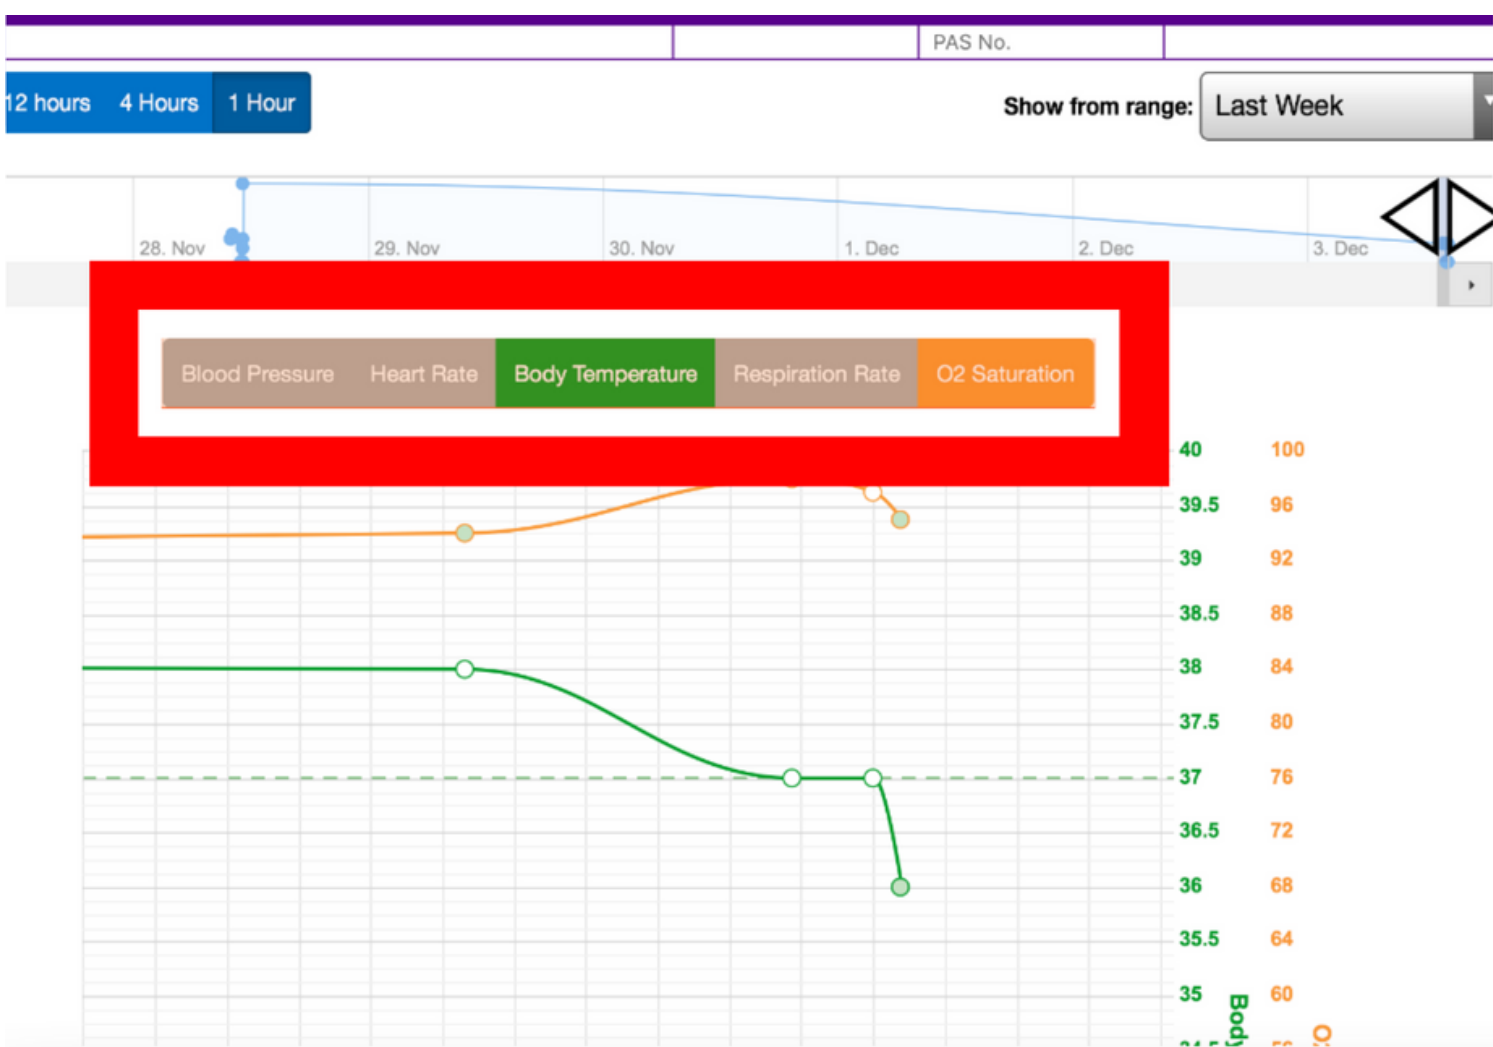 PAS No.
12 hours 4 Hours 1 Hour
Show from range: Last Week
28. Nov 29. Nov 30. Nov 1. Dec 2. Dec 3. Dec
Blood Pressure Heart Rate Body Temperature Respiration Rate O2 Saturation
40 100
39.5 96
39 92
38.5 88
38 84
37.5 80
37 76
36.5 72
36 68
35.5 64
35 60
Body